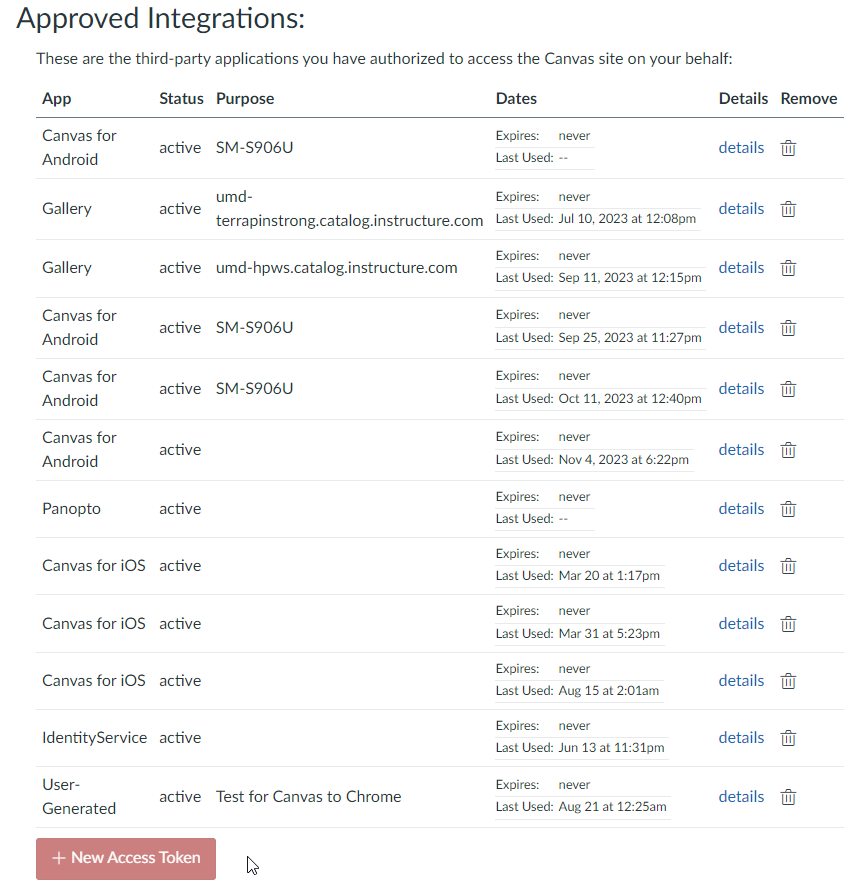 Approved Integrations:
These are the third-party applications you have authorized to access the Canvas site on your behalf:
App Status Purpose Dates Details Remove
Canvas for
Android active SM-S906U Expires: never
Last Used: -- details
Gallery active umd-
terrapinstrong.catalog.instructure.com Expires: never
Last Used: Jul 10, 2023 at 12:08pm details
Gallery active umd-hpws.catalog.instructure.com Expires: never
Last Used: Sep 11, 2023 at 12:15pm details
Canvas for
Android active SM-S906U Expires: never
Last Used: Sep 25, 2023 at 11:27pm details
Canvas for
Android active SM-S906U Expires: never
Last Used: Oct 11, 2023 at 12:40pm details
Canvas for
Android active Expires: never
Last Used: Nov 4, 2023 at 6:22pm details
Panopto active Expires: never
Last Used: -- details
Canvas for iOS active Expires: never
Last Used: Mar 20 at 1:17pm details
Canvas for iOS active Expires: never
Last Used: Mar 31 at 5:23pm details
Canvas for iOS active Expires: never
Last Used: Aug 15 at 2:01am details
IdentityService active Expires: never
Last Used: Jun 13 at 11:31pm details
User-
Generated active Test for Canvas to Chrome Expires: never
Last Used: Aug 21 at 12:25am details
+ New Access Token